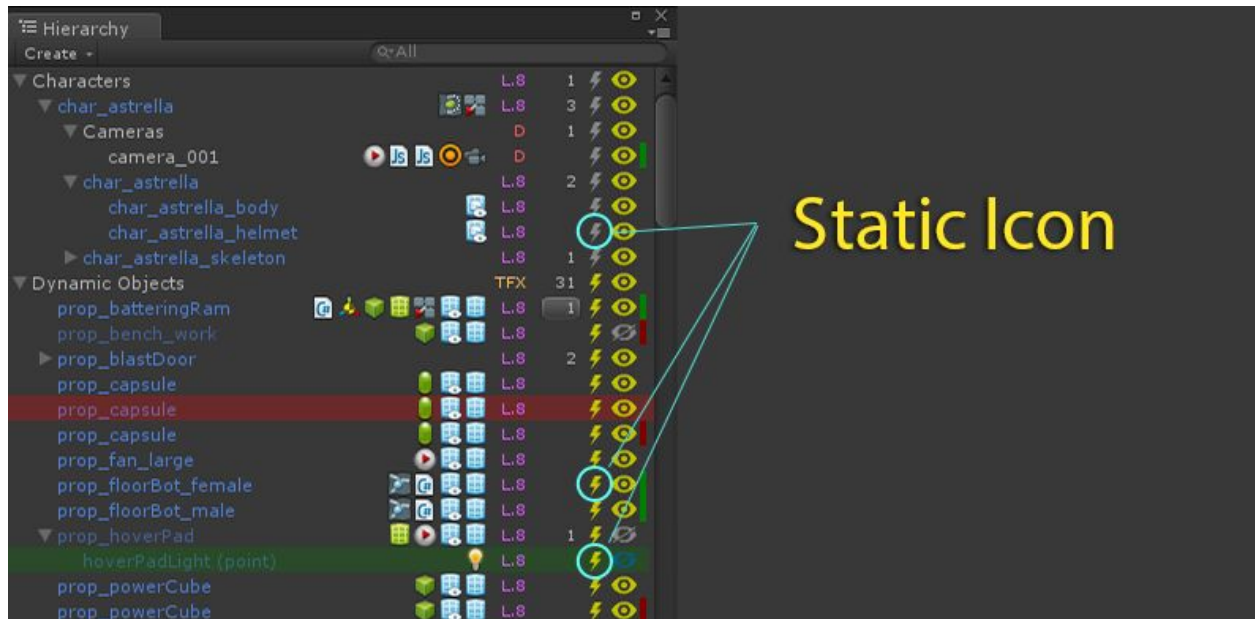 Hierarchy
Create All
Characters L.8 1
char_astrella L.8 3
Cameras D 1
camera_001 Js Js D
char_astrella L.8 2
char_astrella_body L.8
char_astrella_helmet L.8
char_astrella_skeleton L.8 1
Dynamic Objects TFX 31
prop_batteringRam C# L.8 1
prop_bench_work L.8
prop_blastDoor L.8 2
prop_capsule L.8
prop_capsule L.8
prop_capsule L.8
prop_fan_large L.8
prop_floorBot_female C# L.8
prop_floorBot_male C# L.8
prop_hoverPad L.8 1
hoverPadLight (point) L.8
prop_powerCube L.8
prop_powerCube L.8
Static Icon